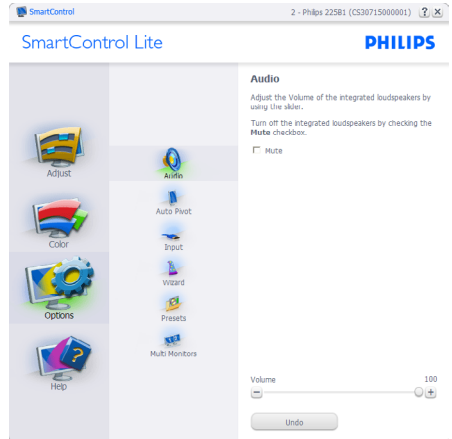 SmartControl
2 - Philips 225B1 (CS30715000001)
?
×
SmartControl Lite
PHILIPS
Adjust
Color
Options
Help
Audio
Auto Pivot
Input
Wizard
Presets
Multi Monitors
Audio
Adjust the Volume of the integrated loudspeakers by
using the slider.
Turn off the integrated loudspeakers by checking the
Mute checkbox.
Mute
Volume
100
Undo